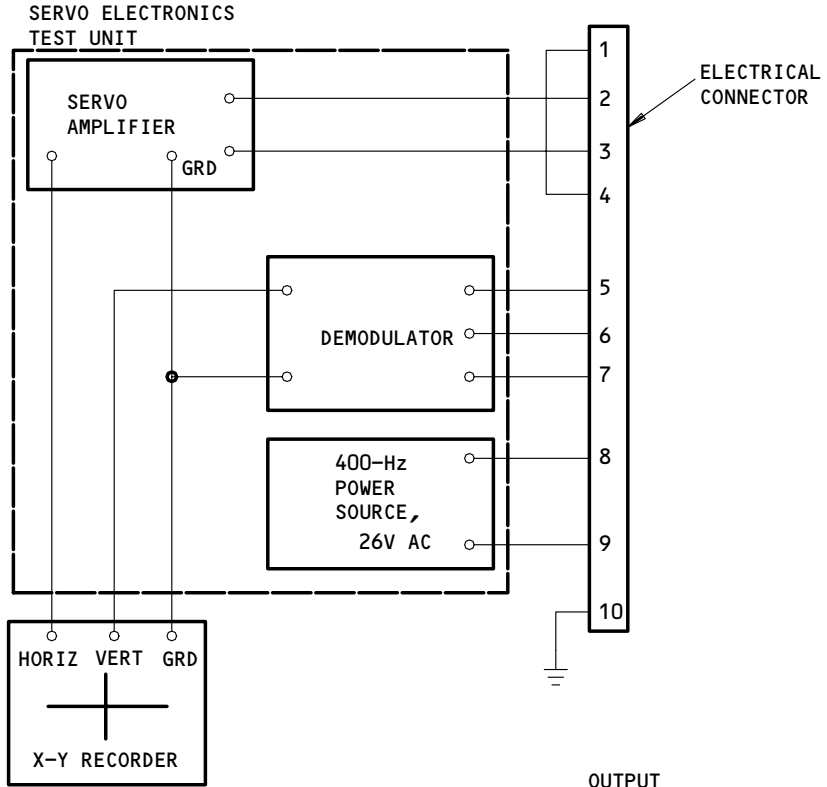 SERVO ELECTRONICS
TEST UNIT
SERVO
AMPLIFIER
GRD
1
2
3
4
ELECTRICAL
CONNECTOR
DEMODULATOR
5
6
7
400-Hz
POWER
SOURCE,
26V AC
8
9
10
HORIZ VERT GRD
X-Y RECORDER
OUTPUT